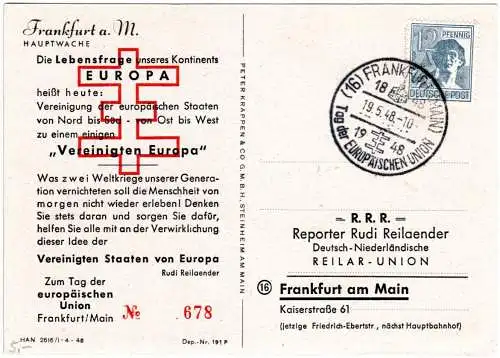 Frankfurt a. M.
HAUPTWACHE
Die Lebensfrage unseres Kontinents
EUROPA
heißt heute:
Vereinigung der europäischen Staaten
von Nord bis Süd - von Ost bis West
zu einem einigen
„Vereinigten Europa"
Was zwei Weltkriege unserer Genera-
tion vernichteten soll die Menschheit von
morgen nicht wieder erleben! Denken
Sie stets daran und sorgen Sie dafür,
helfen Sie alle mit an der Verwirklichung
dieser Idee der
Vereinigten Staaten von Europa
Rudi Reilaender
Zum Tag der
europäischen
Union
Frankfurt/Main
№ 678
5,-
HAN 2616/I-4-48
Dep.-Nr. 191 P
PETER KRAPPEN & CO G.M.B.H, STEINHEIM AM MAIN
(16) FRANKFURT (MAIN)
18 48
19.5.48.-10
19 48
Tag der EUROPÄISCHEN UNION
12 PFENNIG
DEUTSCHE POST
- R. R. R. -
Reporter Rudi Reilaender
Deutsch-Niederländische
REILAR-UNION
(16) Frankfurt am Main
Kaiserstraße 61
(jetzige Friedrich-Ebertstr., nächst Hauptbahnhof)